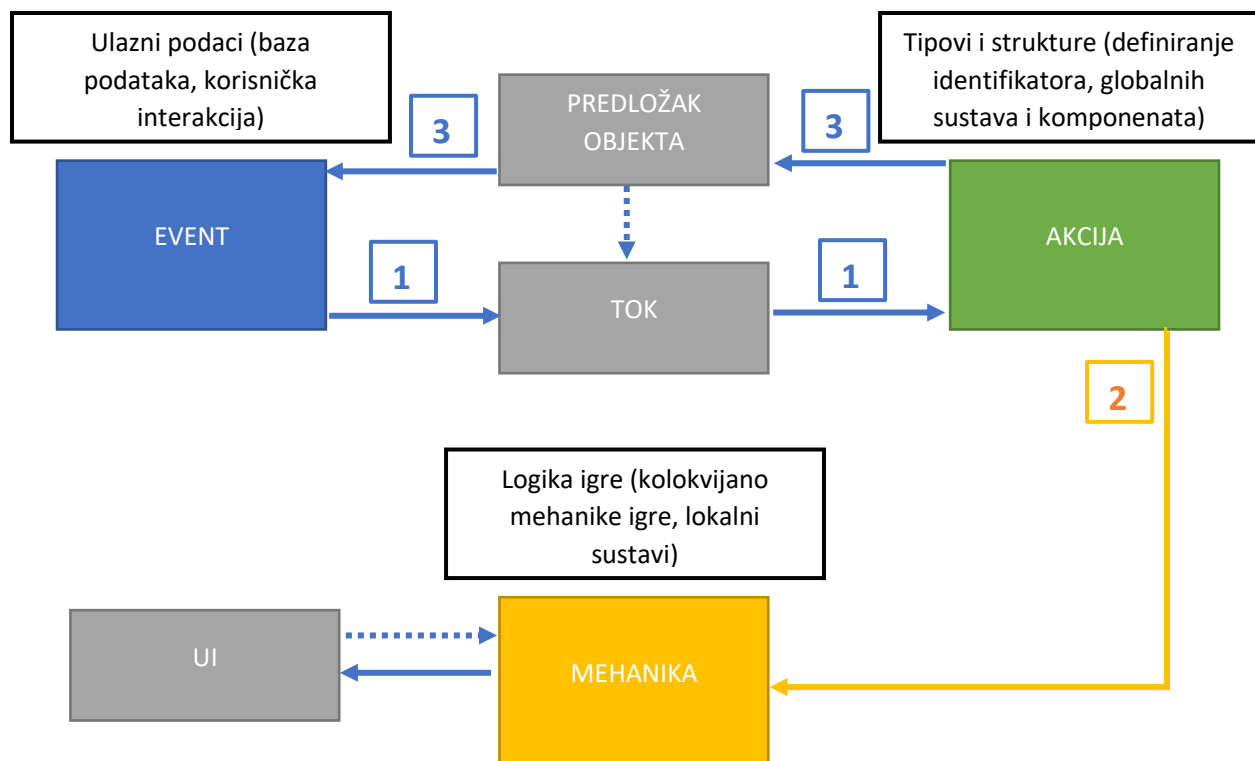 Ulazni podaci (baza
podataka, korisnička
interakcija)
PREDLOŽAK
OBJEKTA
Tipovi i strukture (definiranje
identifikatora, globalnih
sustava i komponenata)
3
3
EVENT
AKCIJA
1
1
TOK
2
Logika igre (kolokvijano
mehanike igre, lokalni
sustavi)
UI
MEHANIKA